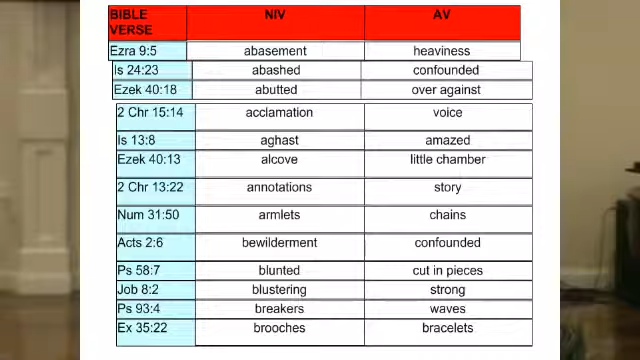 BIBLE VERSE NIV AV
Ezra 9:5 abasement heaviness
Is 24:23 abashed confounded
Ezek 40:18 abutted over against
2 Chr 15:14 acclamation voice
Is 13:8 aghast amazed
Ezek 40:13 alcove little chamber
2 Chr 13:22 annotations story
Num 31:50 armlets chains
Acts 2:6 bewilderment confounded
Ps 58:7 blunted cut in pieces
Job 8:2 blustering strong
Ps 93:4 breakers waves
Ex 35:22 brooches bracelets